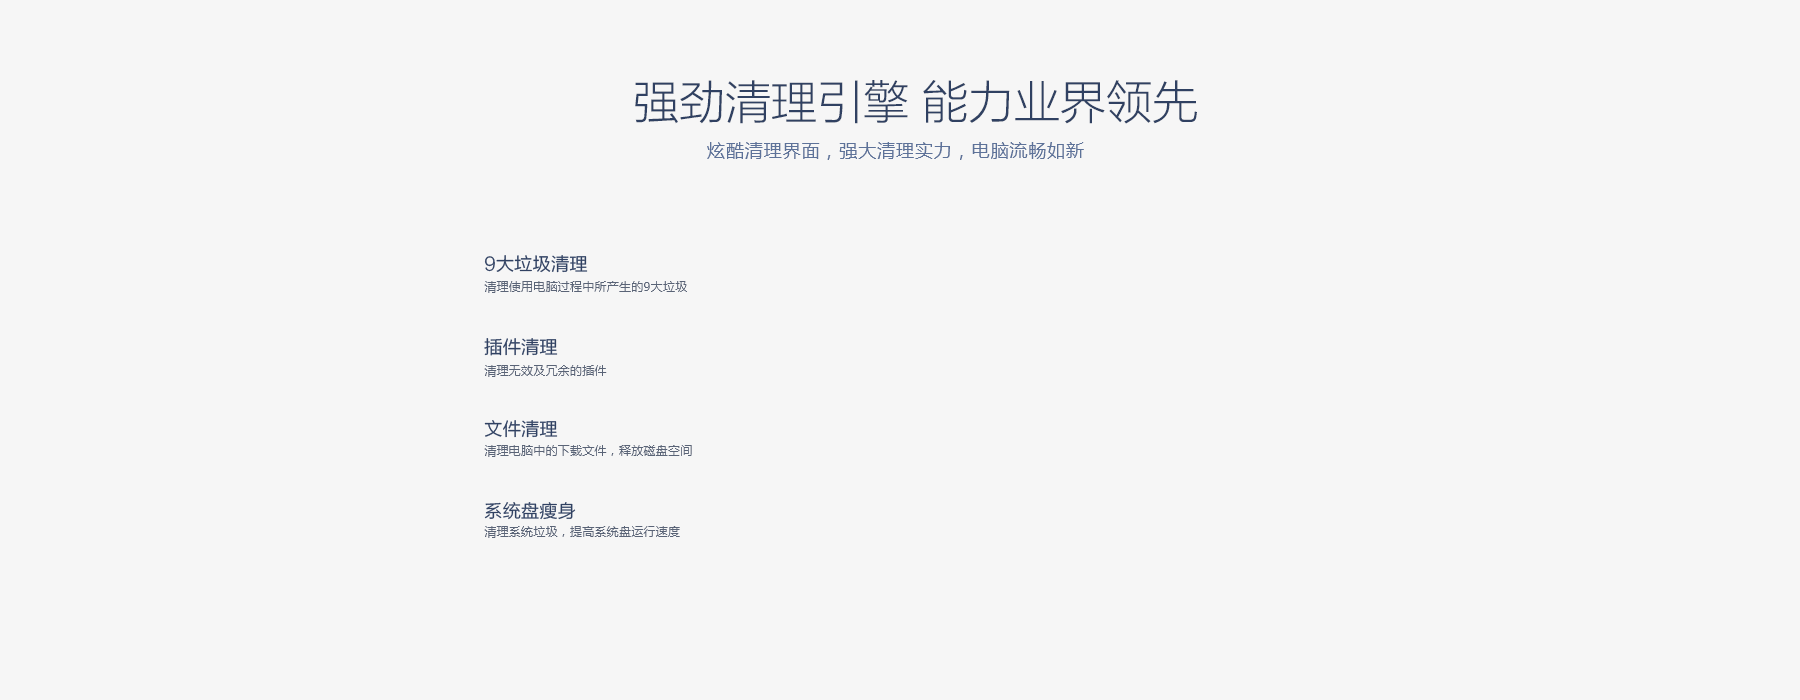 强劲清理引擎 能力业界领先
炫酷清理界面，强大清理实力，电脑流畅如新
9大垃圾清理
清理使用电脑过程中所产生的9大垃圾
插件清理
清理无效及冗余的插件
文件清理
清理电脑中的下载文件，释放磁盘空间
系统盘瘦身
清理系统垃圾，提高系统盘运行速度